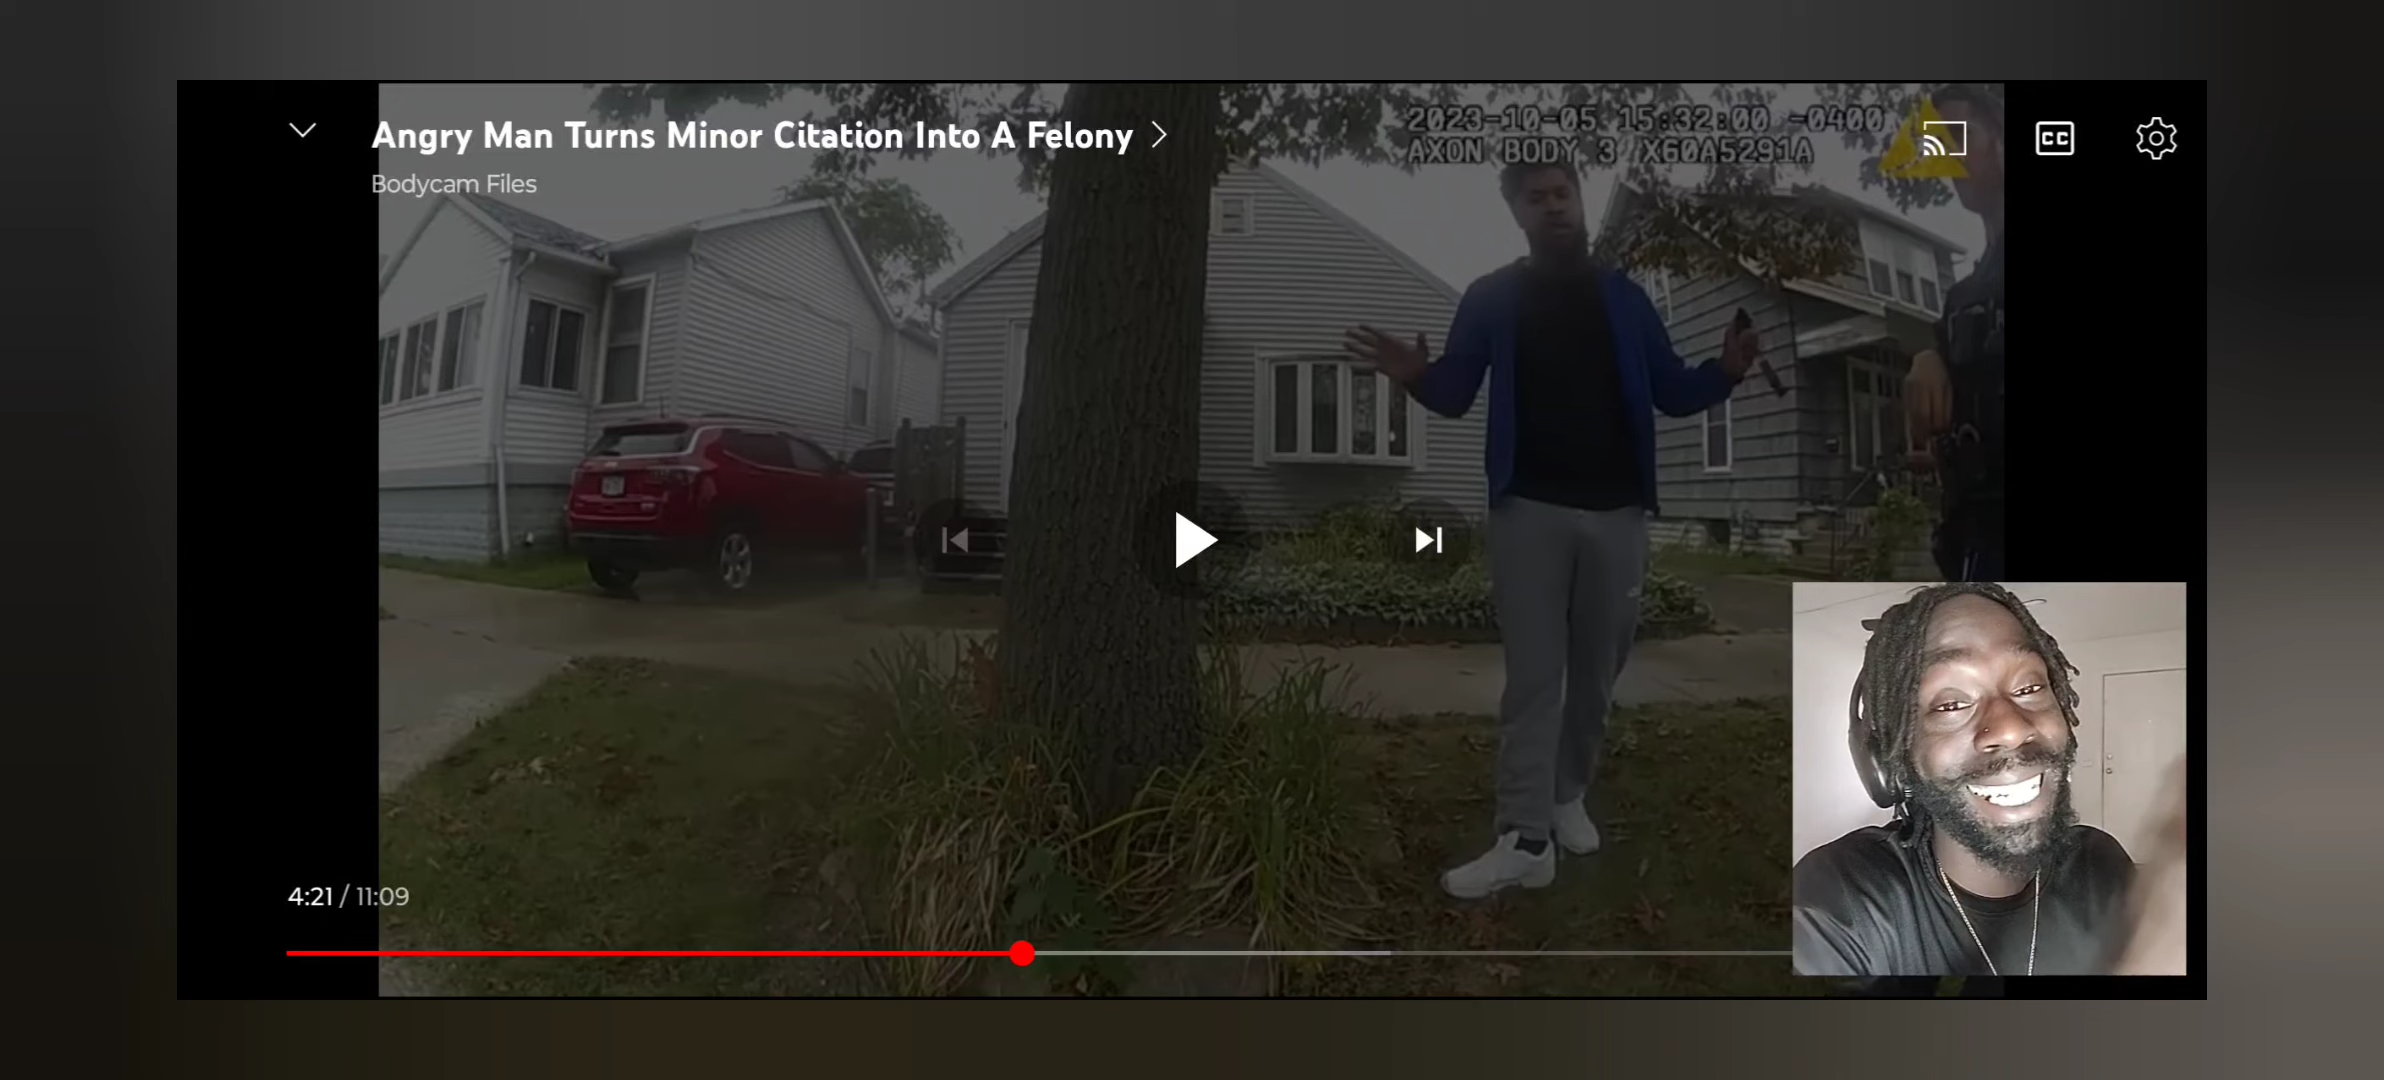 Angry Man Turns Minor Citation Into A Felony
Bodycam Files
2023-10-05 15:32:00 -0400
AXON BODY 3 X60A5291A
CC
4:21 / 11:09